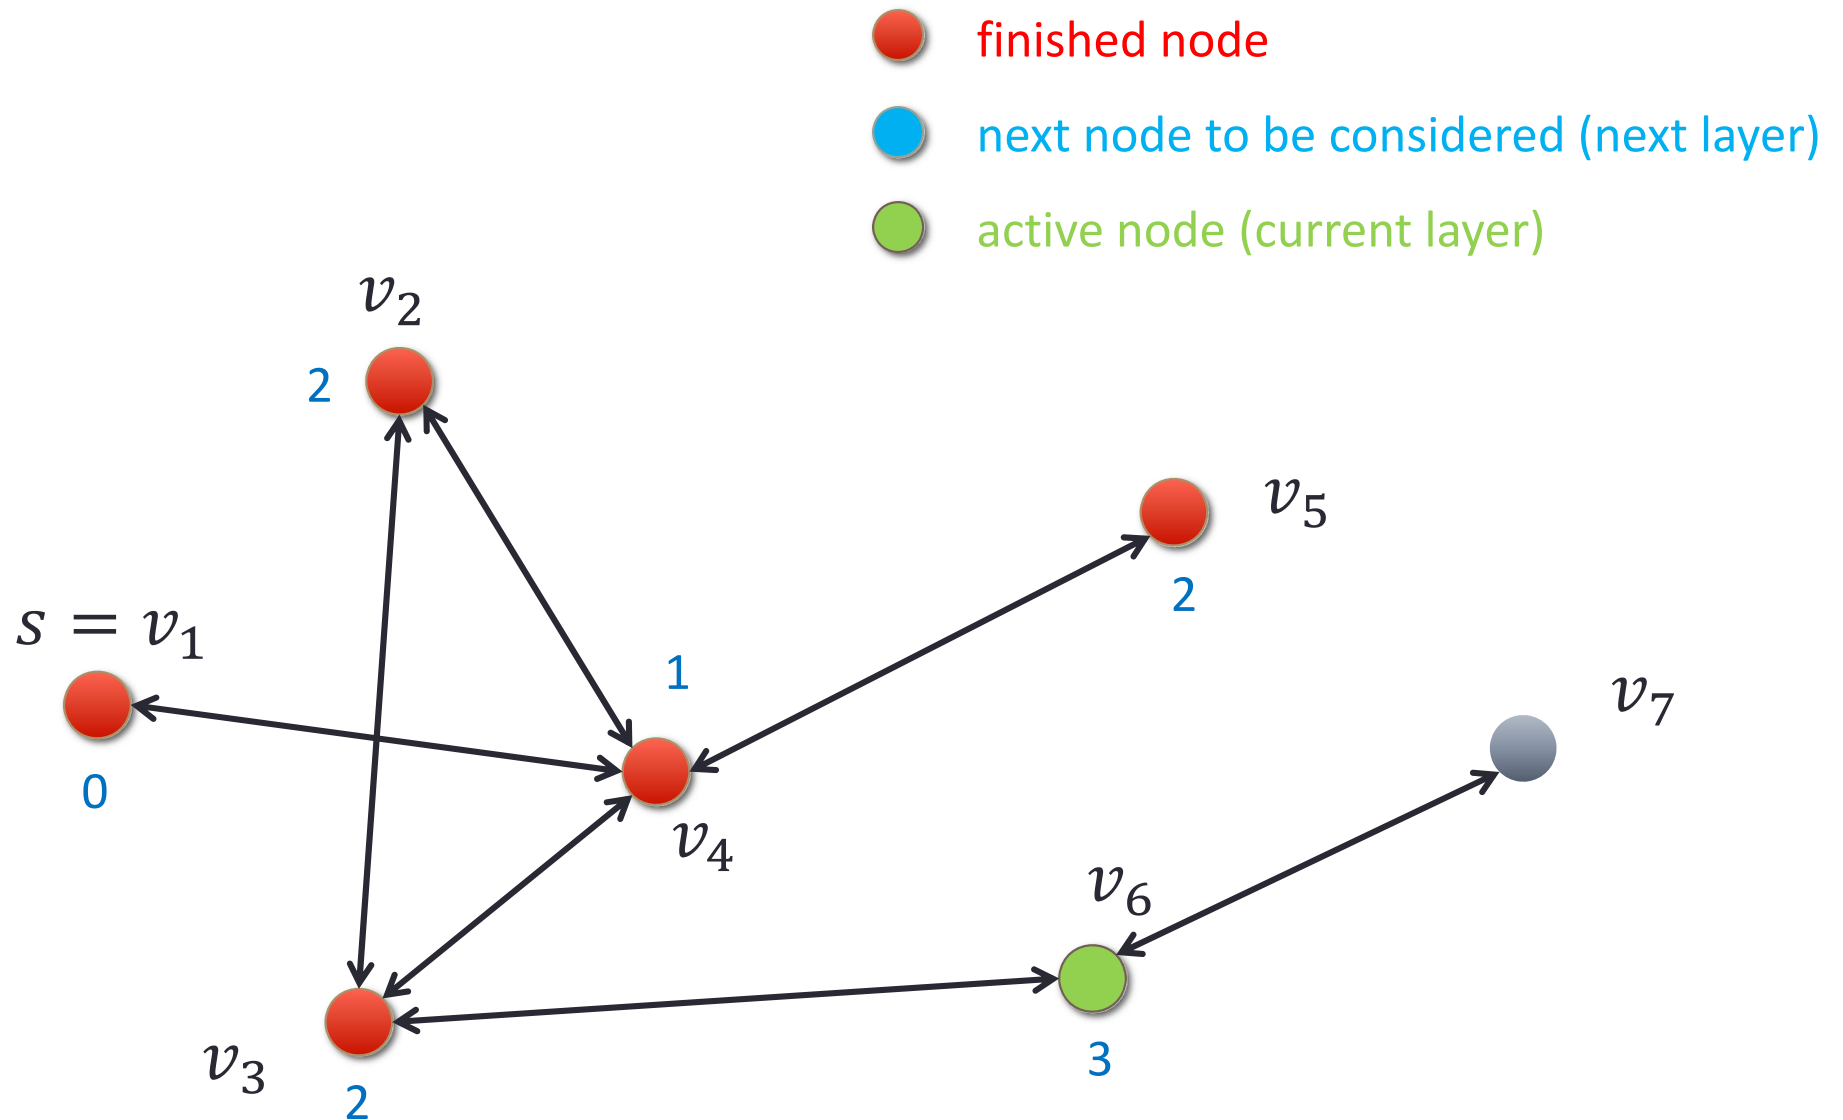 finished node
next node to be considered (next layer)
active node (current layer)
v₂
2
v₅
2
s = v₁
0
1
v₄
v₇
v₆
3
v₃
2